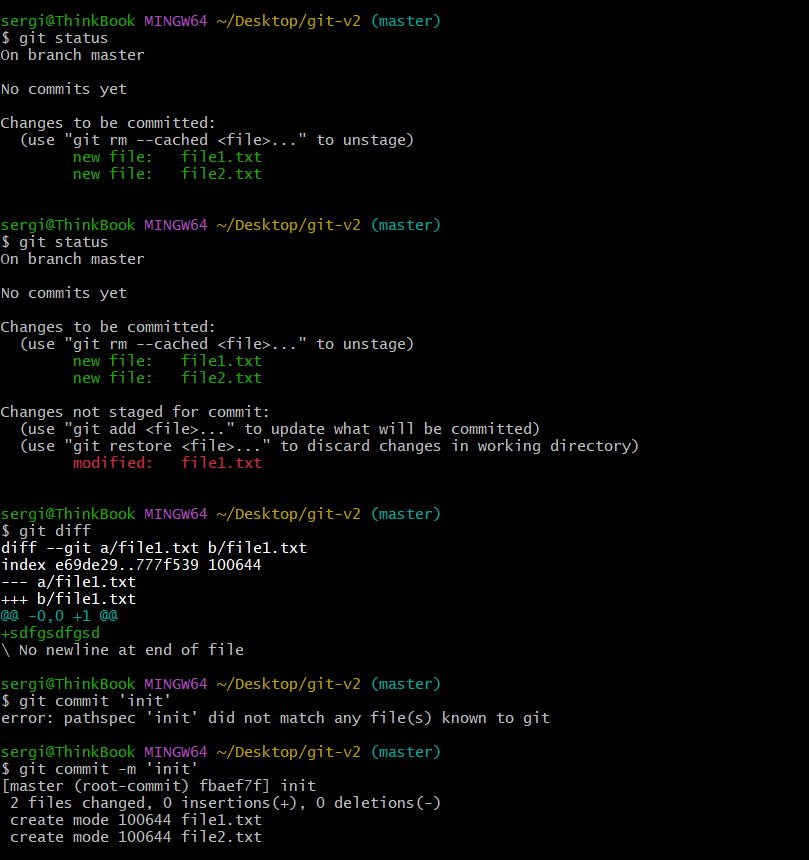 sergi@ThinkBook MINGW64 ~/Desktop/git-v2 (master)
$ git status
On branch master
No commits yet
Changes to be committed:
  (use "git rm --cached <file>..." to unstage)
        new file:   file1.txt
        new file:   file2.txt
sergi@ThinkBook MINGW64 ~/Desktop/git-v2 (master)
$ git status
On branch master
No commits yet
Changes to be committed:
  (use "git rm --cached <file>..." to unstage)
        new file:   file1.txt
        new file:   file2.txt
Changes not staged for commit:
  (use "git add <file>..." to update what will be committed)
  (use "git restore <file>..." to discard changes in working directory)
        modified:   file1.txt
sergi@ThinkBook MINGW64 ~/Desktop/git-v2 (master)
$ git diff
diff --git a/file1.txt b/file1.txt
index e69de29..777f539 100644
--- a/file1.txt
+++ b/file1.txt
@@ -0,0 +1 @@
+sdfgsdfgsd
\ No newline at end of file
sergi@ThinkBook MINGW64 ~/Desktop/git-v2 (master)
$ git commit 'init'
error: pathspec 'init' did not match any file(s) known to git
sergi@ThinkBook MINGW64 ~/Desktop/git-v2 (master)
$ git commit -m 'init'
[master (root-commit) fbaef7f] init
 2 files changed, 0 insertions(+), 0 deletions(-)
 create mode 100644 file1.txt
 create mode 100644 file2.txt